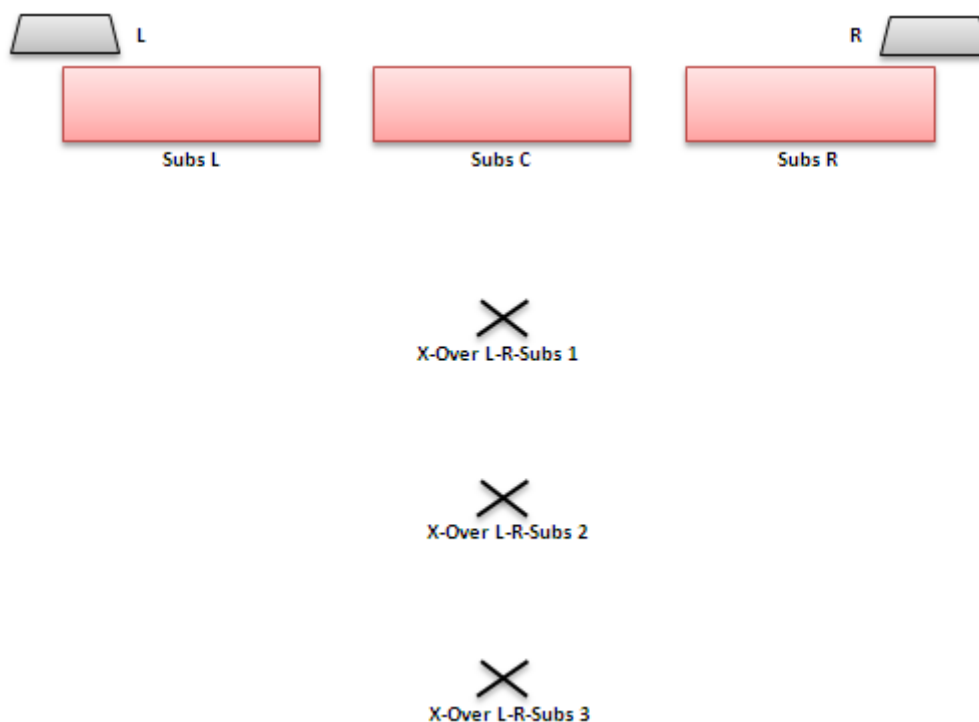 L
R
Subs L
Subs C
Subs R
X-Over L-R-Subs 1
X-Over L-R-Subs 2
X-Over L-R-Subs 3